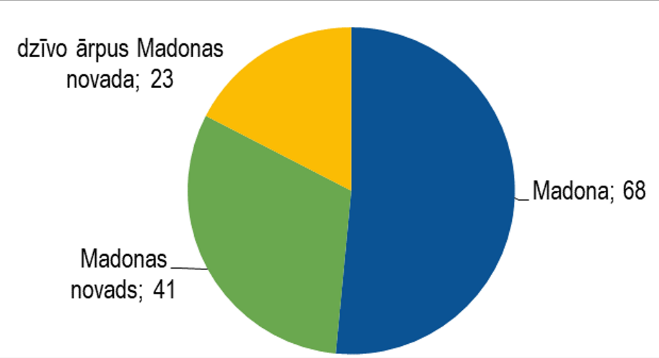 dzīvo ārpus Madonas
novada; 23
Madona; 68
Madonas
novads; 41